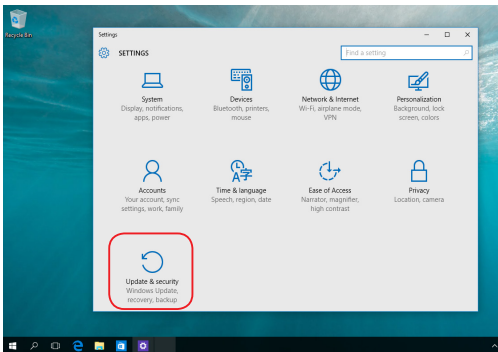 Recycle Bin
Settings
SETTINGS
Find a setting
System
Display, notifications,
apps, power
Devices
Bluetooth, printers,
mouse
Network & Internet
Wi-Fi, airplane mode,
VPN
Personalization
Background, lock
screen, colors
Accounts
Your account, sync
settings, work, family
Time & language
Speech, region, date
Ease of Access
Narrator, magnifier,
high contrast
Privacy
Location, camera
Update & security
Windows Update,
recovery, backup